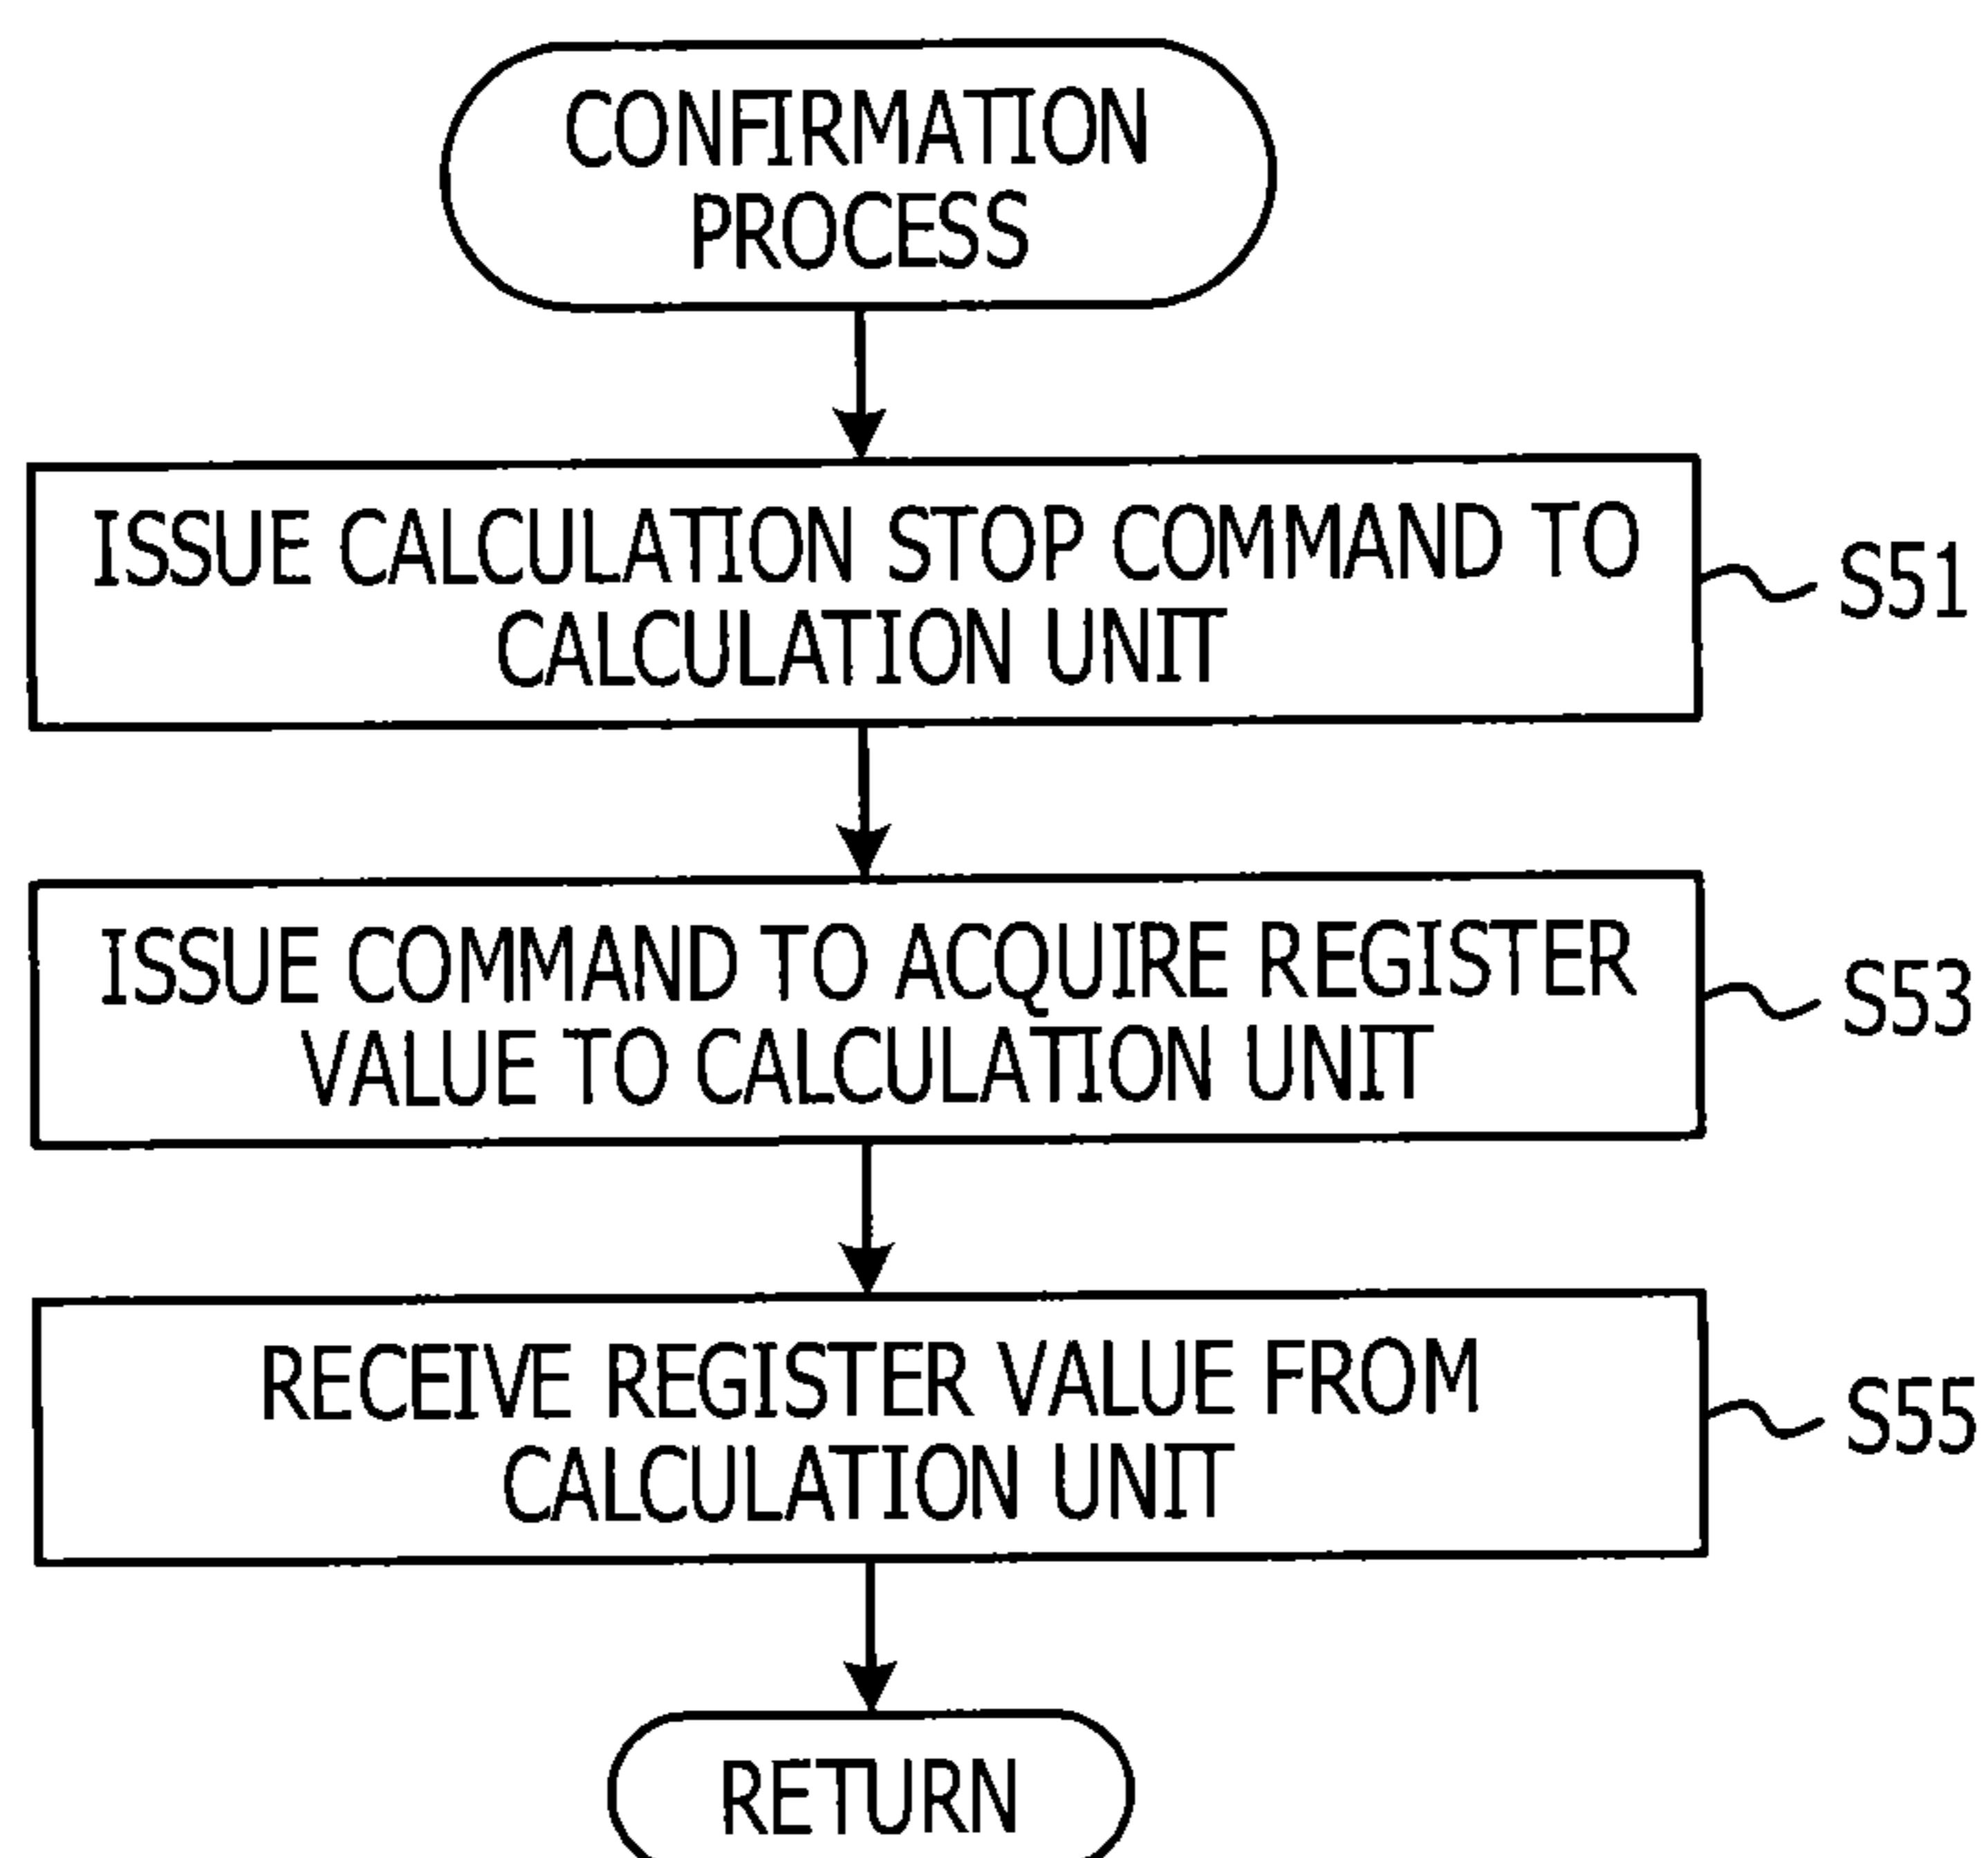 CONFIRMATION
PROCESS
ISSUE CALCULATION STOP COMMAND TO
CALCULATION UNIT
S51
ISSUE COMMAND TO ACQUIRE REGISTER
VALUE TO CALCULATION UNIT
S53
RECEIVE REGISTER VALUE FROM
CALCULATION UNIT
S55
RETURN